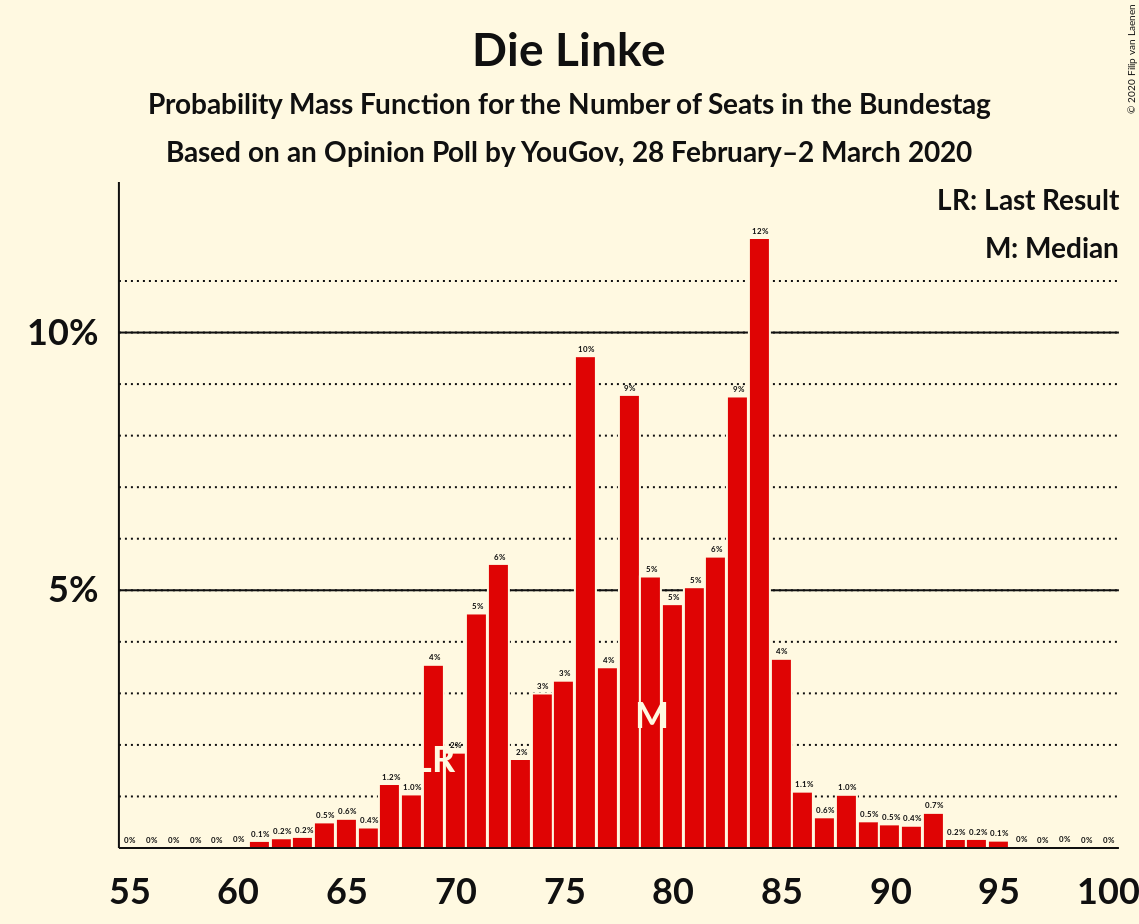 Die Linke
Probability Mass Function for the Number of Seats in the Bundestag
Based on an Opinion Poll by YouGov, 28 February–2 March 2020
© 2020 Filip van Laenen
LR: Last Result
M: Median
10%
5%
0% 0% 0% 0% 0% 0% 0.1% 0.2% 0.2% 0.5% 0.6% 0.4% 1.2% 1.0% 4% 2% 5% 6% 2% 3% 3% 10% 4% 9% 5% 5% 5% 6% 9% 12% 4% 1.1% 0.6% 1.0% 0.5% 0.5% 0.4% 0.7% 0.2% 0.2% 0.1% 0% 0% 0% 0% 0%
LR
M
55 60 65 70 75 80 85 90 95 100